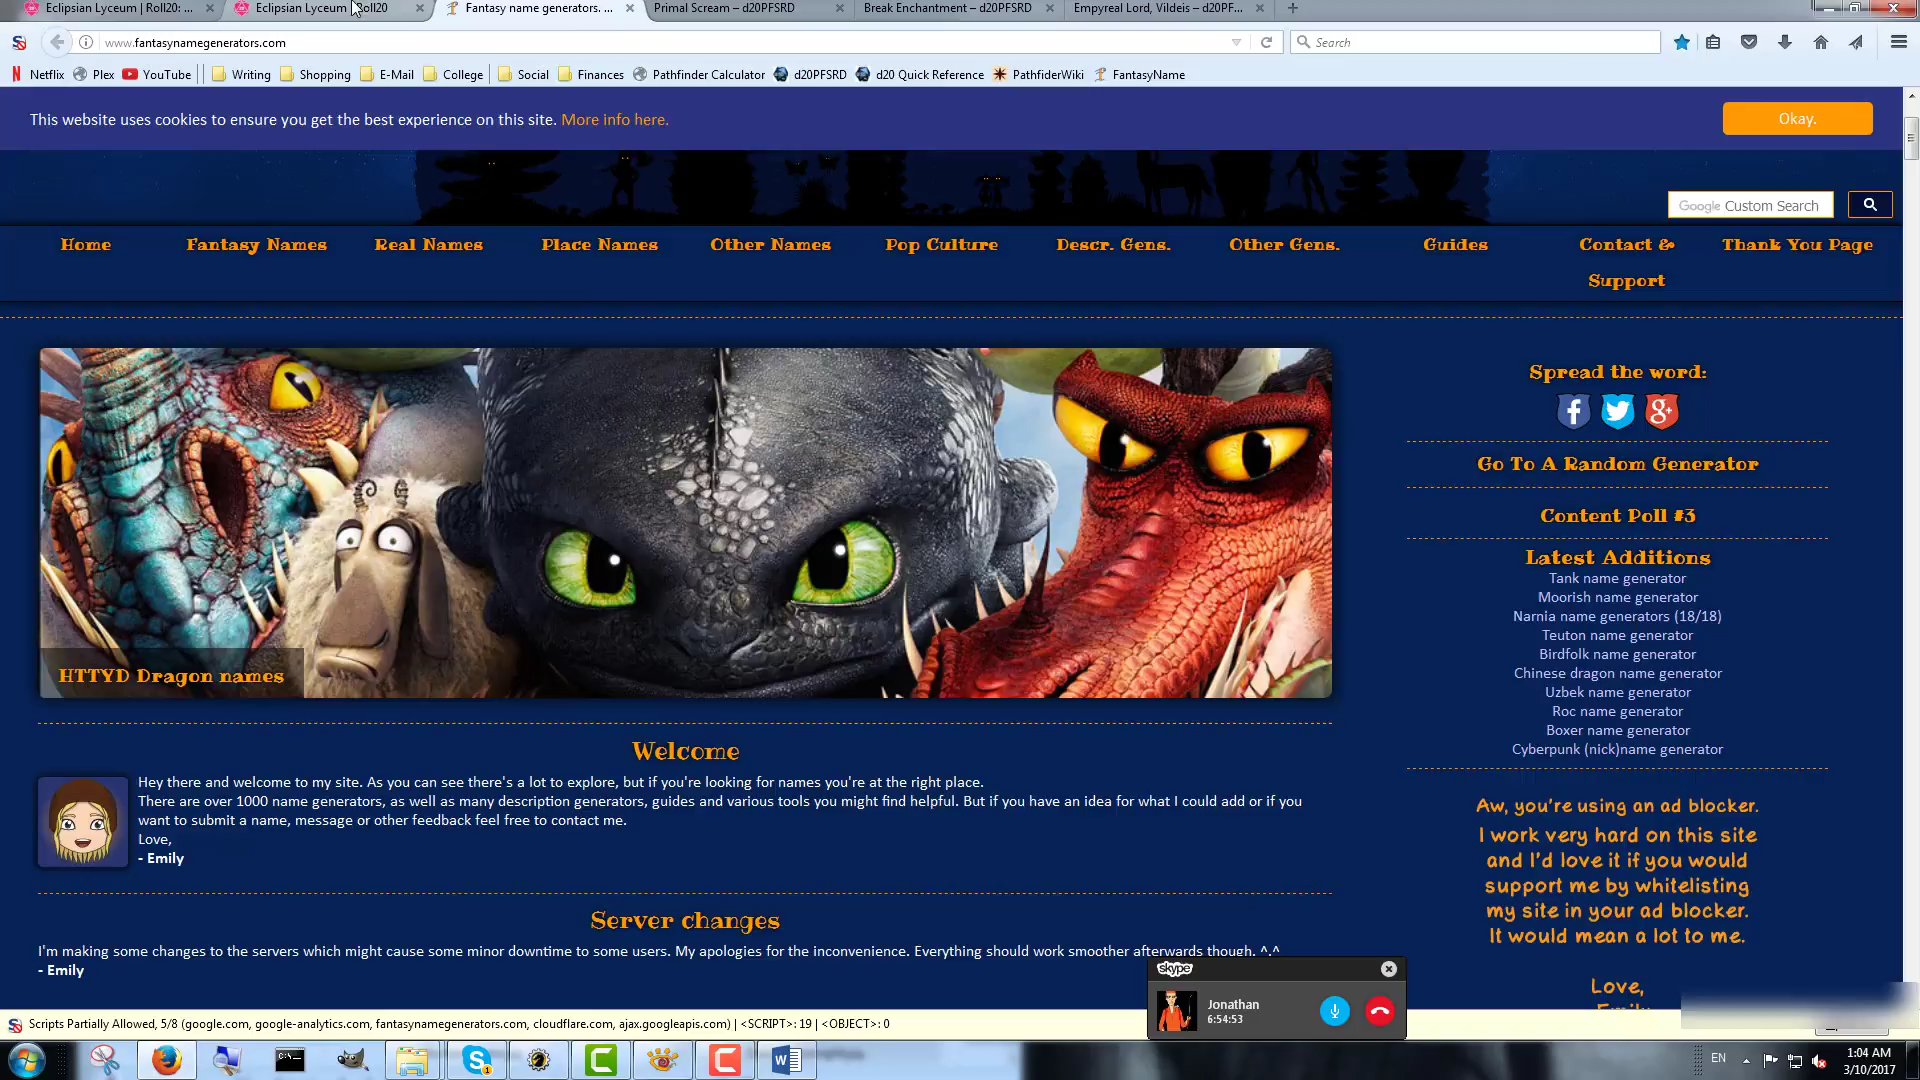 Eclipsian Lyceum | Roll20: ...
Eclipsian Lyceum
Roll20
Fantasy name generators. ...
Primal Scream – d20PFSRD
Break Enchantment – d20PFSRD
Empyreal Lord, Vildeis – d20PF...
www.fantasynamegenerators.com
Search
Netflix
Plex
YouTube
Writing
Shopping
E-Mail
College
Social
Finances
Pathfinder Calculator
d20PFSRD
d20 Quick Reference
PathfiderWiki
FantasyName
This website uses cookies to ensure you get the best experience on this site. More info here.
Okay.
Google Custom Search
Home
Fantasy Names
Real Names
Place Names
Other Names
Pop Culture
Descr. Gens.
Other Gens.
Guides
Contact &
Support
Thank You Page
HTTYD Dragon names
Spread the word:
Go To A Random Generator
Content Poll #3
Latest Additions
Tank name generator
Moorish name generator
Narnia name generators (18/18)
Teuton name generator
Birdfolk name generator
Chinese dragon name generator
Uzbek name generator
Roc name generator
Boxer name generator
Cyberpunk (nick)name generator
Welcome
Hey there and welcome to my site. As you can see there's a lot to explore, but if you're looking for names you're at the right place.
There are over 1000 name generators, as well as many description generators, guides and various tools you might find helpful. But if you have an idea for what I could add or if you
want to submit a name, message or other feedback feel free to contact me.
Love,
- Emily
Server changes
I'm making some changes to the servers which might cause some minor downtime to some users. My apologies for the inconvenience. Everything should work smoother afterwards though. ^.^
- Emily
Aw, you're using an ad blocker.
I work very hard on this site
and I'd love it if you would
support me by whitelisting
my site in your ad blocker.
It would mean a lot to me.
Love,
skype
Jonathan
6:54:53
Scripts Partially Allowed, 5/8 (google.com, google-analytics.com, fantasynamegenerators.com, cloudflare.com, ajax.googleapis.com) | <SCRIPT>: 19 | <OBJECT>: 0
EN
1:04 AM
3/10/2017